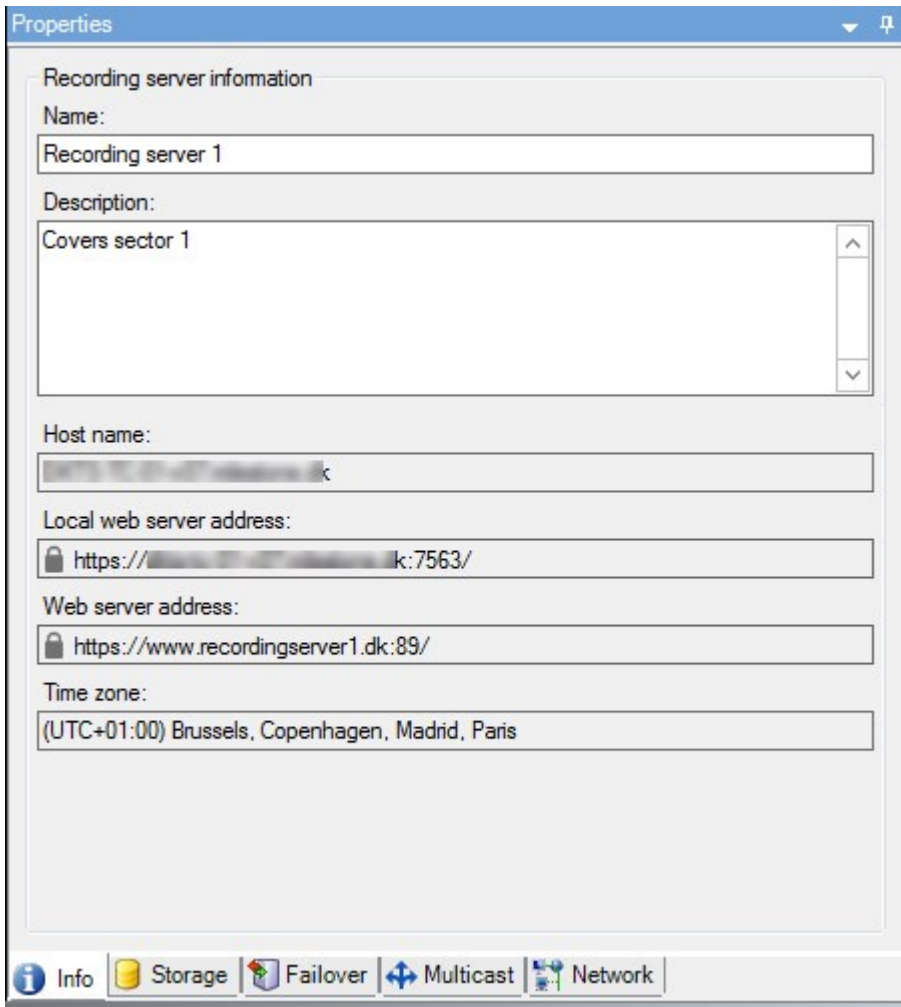 Properties
Recording server information
Name:
Recording server 1
Description:
Covers sector 1
Host name:
k
Local web server address:
https:// k:7563/
Web server address:
https://www.recordingserver1.dk:89/
Time zone:
(UTC+01:00) Brussels, Copenhagen, Madrid, Paris
Info Storage Failover Multicast Network